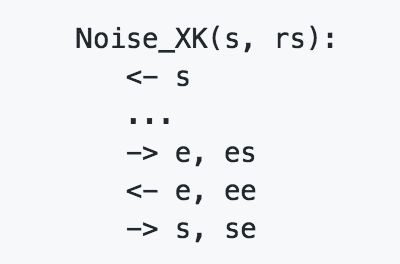 Noise_XK(s, rs):
<- s
...
-> e, es
<- e, ee
-> s, se